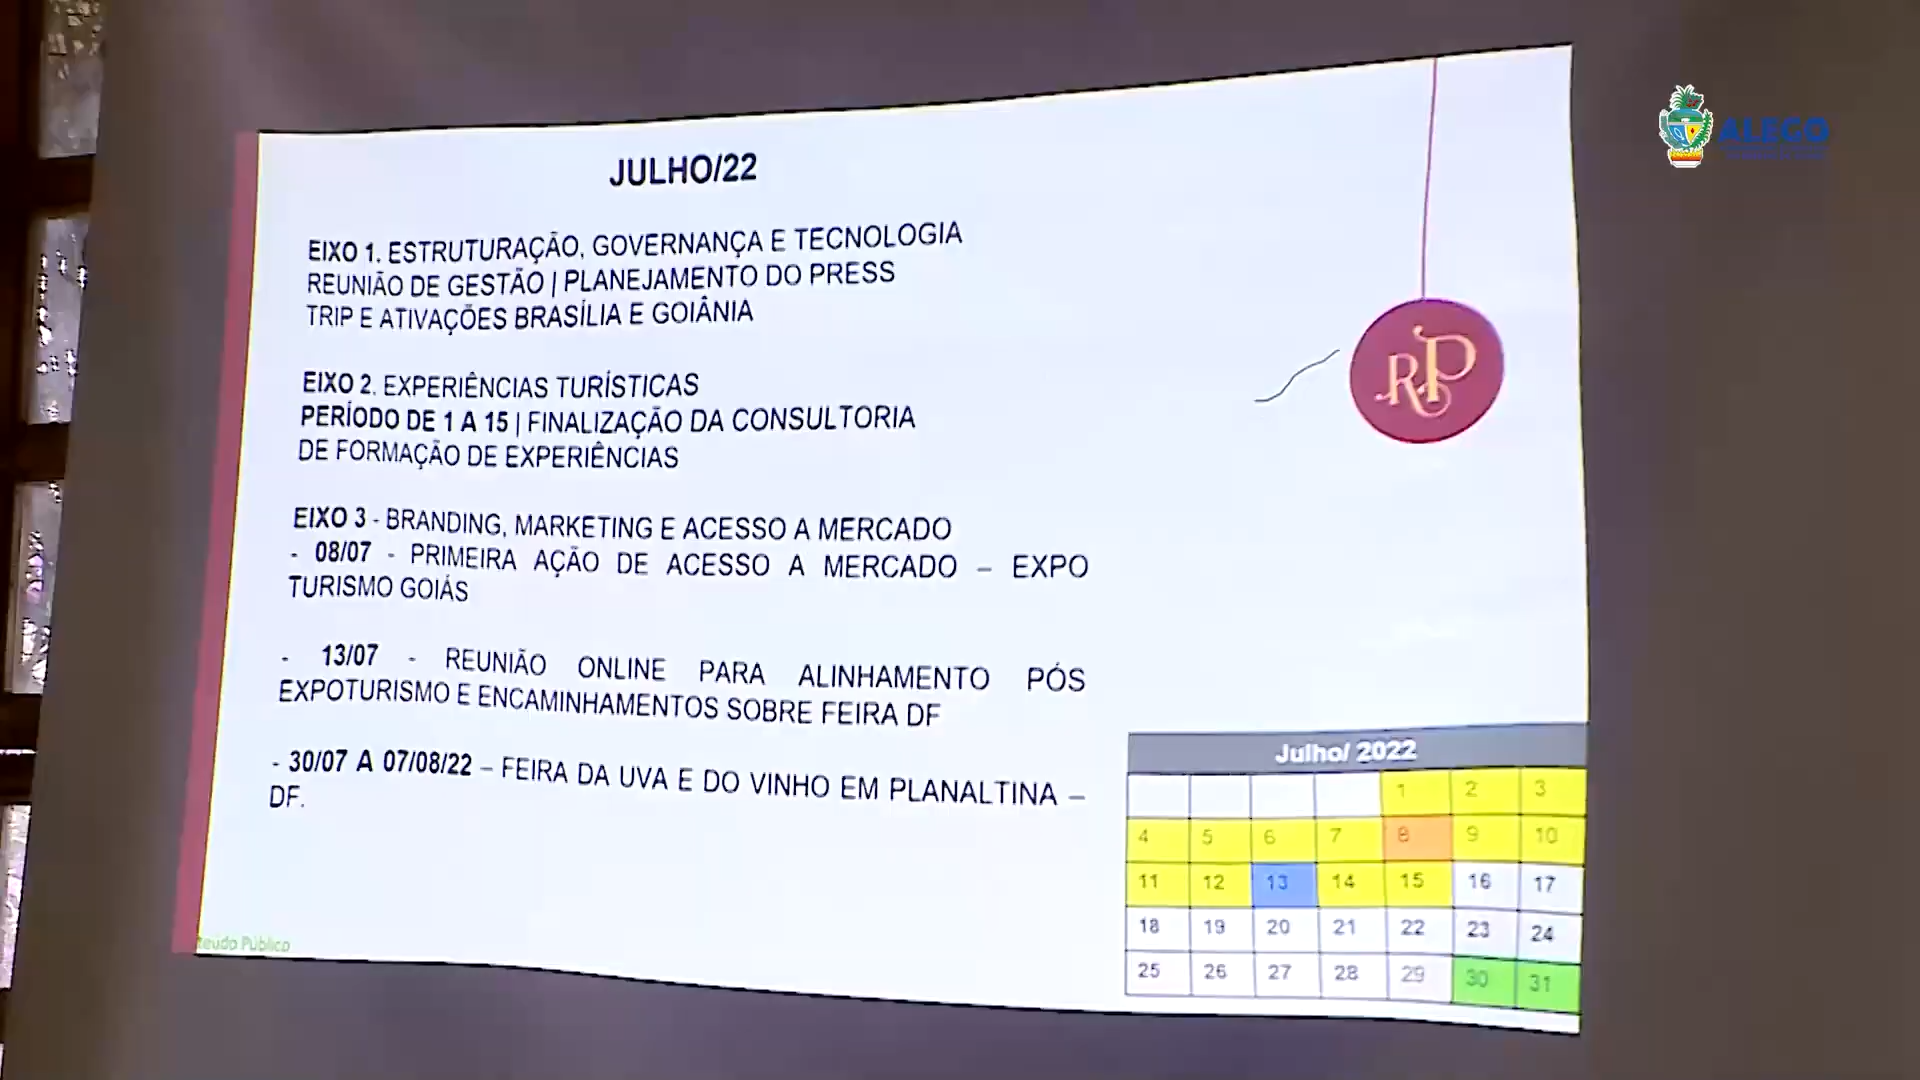 ALEGO
JULHO/22
EIXO 1. ESTRUTURAÇÃO, GOVERNANÇA E TECNOLOGIA
REUNIÃO DE GESTÃO | PLANEJAMENTO DO PRESS
TRIP E ATIVAÇÕES BRASÍLIA E GOIÂNIA
EIXO 2. EXPERIÊNCIAS TURÍSTICAS
PERÍODO DE 1 A 15 | FINALIZAÇÃO DA CONSULTORIA
DE FORMAÇÃO DE EXPERIÊNCIAS
EIXO 3 - BRANDING, MARKETING E ACESSO A MERCADO
- 08/07 - PRIMEIRA AÇÃO DE ACESSO A MERCADO – EXPO
TURISMO GOIÁS
- 13/07 - REUNIÃO ONLINE PARA ALINHAMENTO PÓS
EXPOTURISMO E ENCAMINHAMENTOS SOBRE FEIRA DF
- 30/07 A 07/08/22 – FEIRA DA UVA E DO VINHO EM PLANALTINA –
DF.
RP
Julho/ 2022
1 2 3
4 5 6 7 8 9 10
11 12 13 14 15 16 17
18 19 20 21 22 23 24
25 26 27 28 29 30 31
teúdo Público